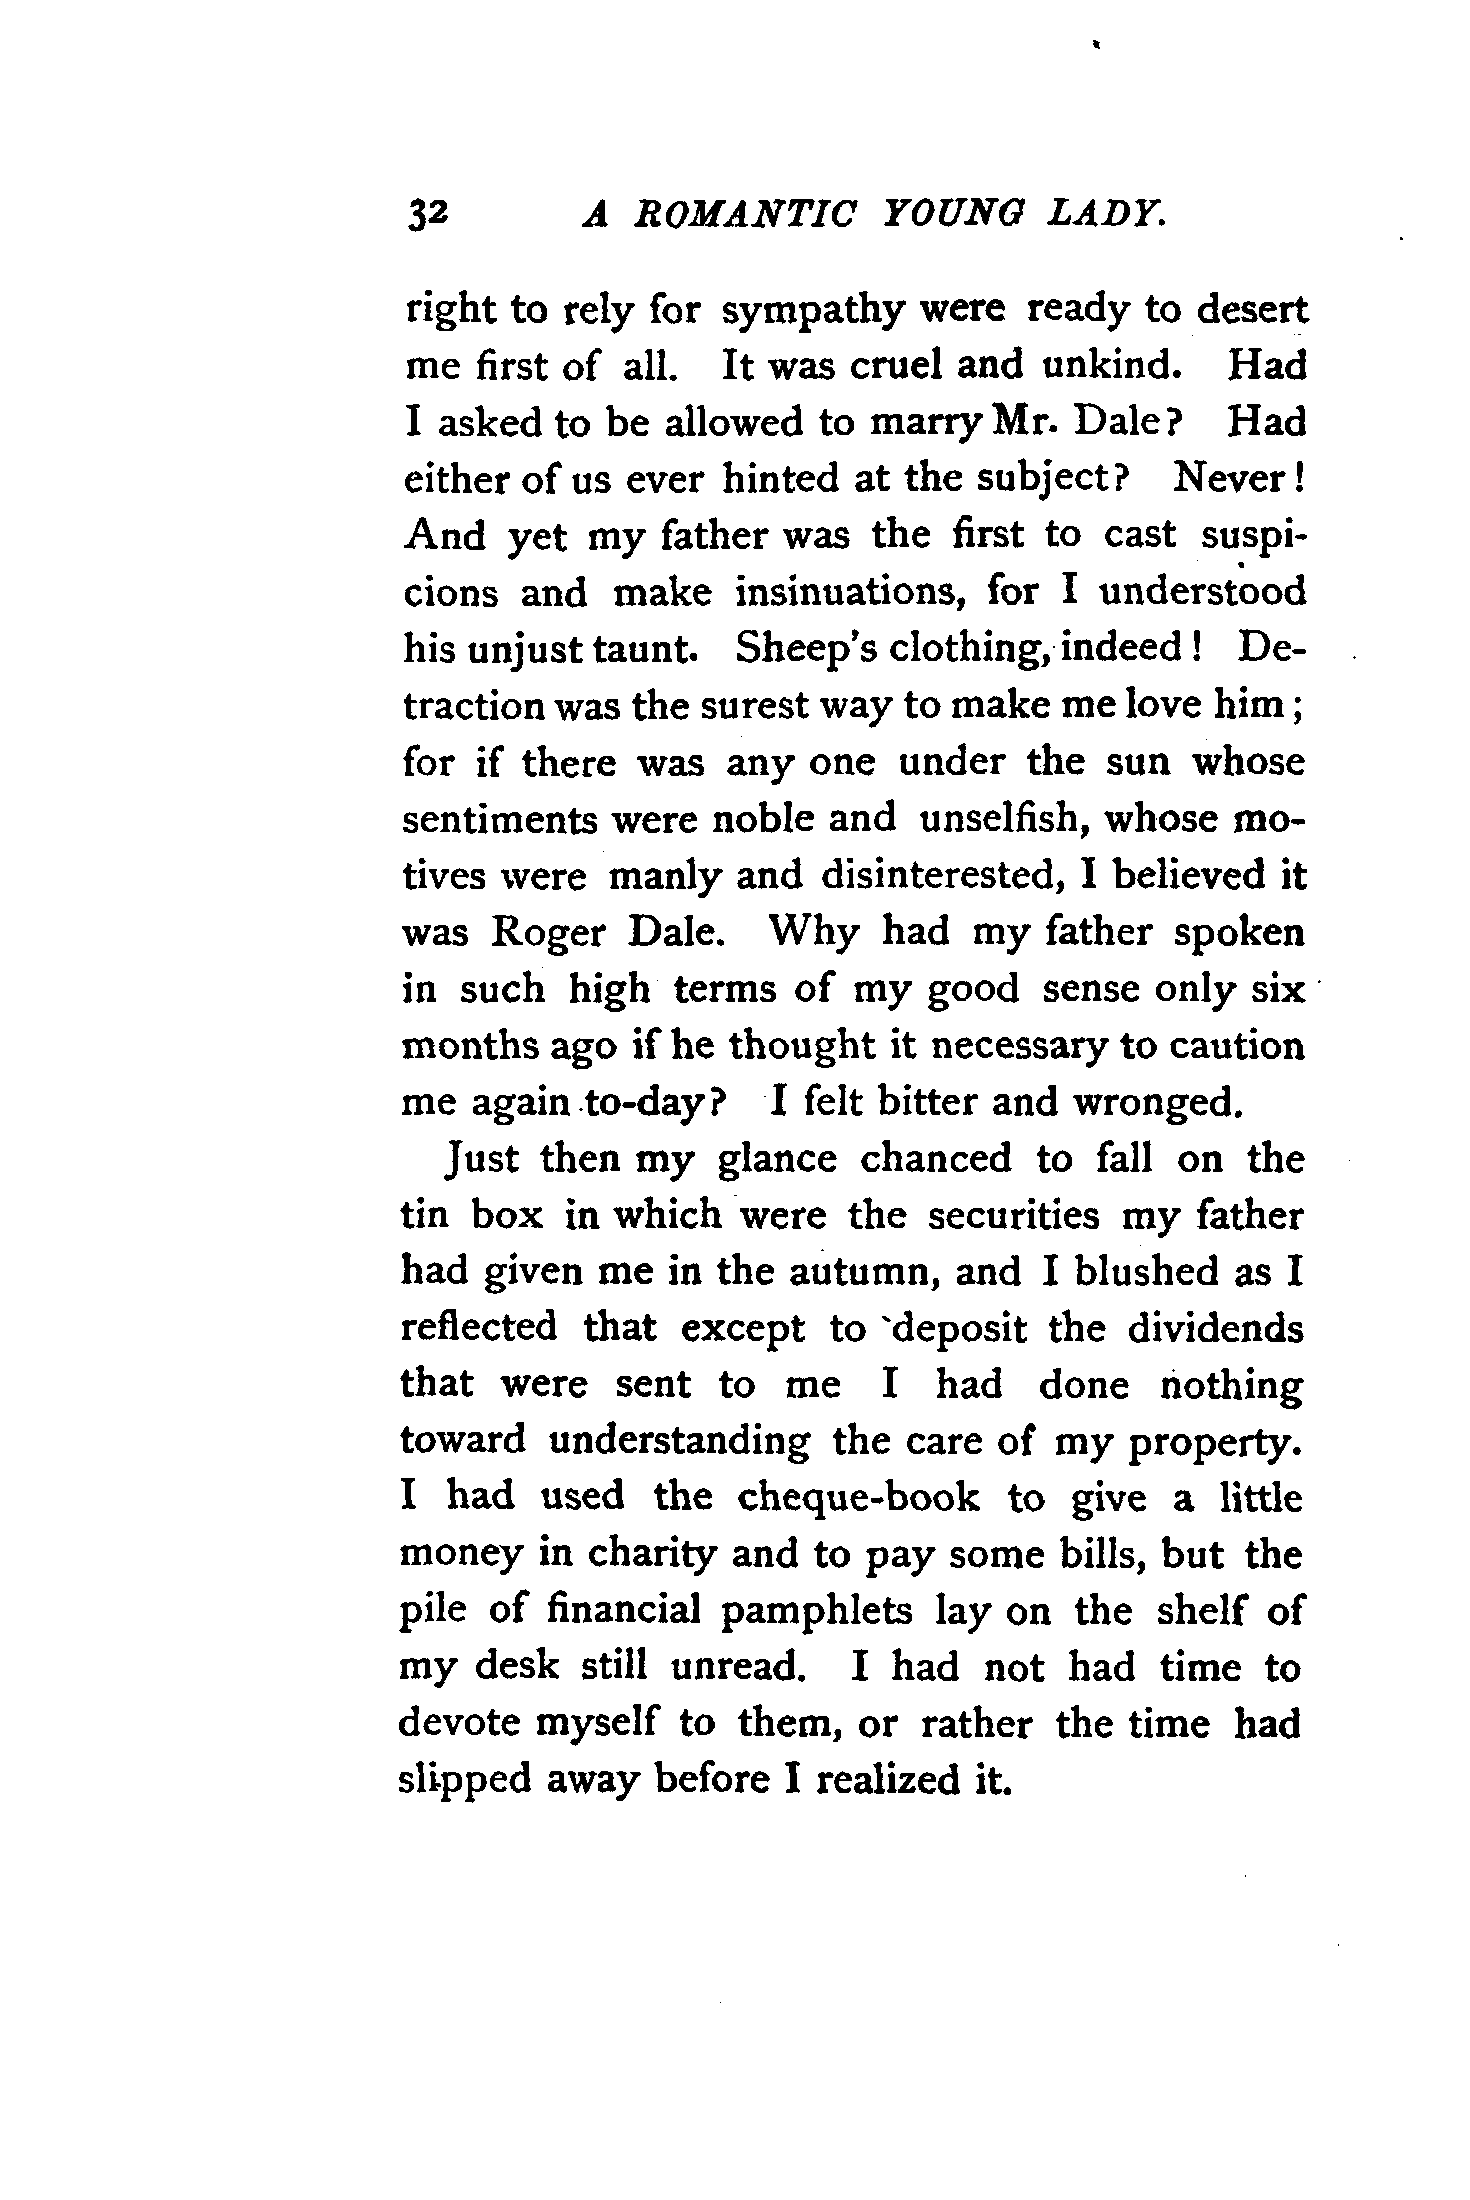 32 A ROMANTIC YOUNG LADY.
right to rely for sympathy were ready to desert
me first of all. It was cruel and unkind. Had
I asked to be allowed to marry Mr. Dale? Had
either of us ever hinted at the subject? Never!
And yet my father was the first to cast suspi-
cions and make insinuations, for I understood
his unjust taunt. Sheep's clothing, indeed! De-
traction was the surest way to make me love him;
for if there was any one under the sun whose
sentiments were noble and unselfish, whose mo-
tives were manly and disinterested, I believed it
was Roger Dale. Why had my father spoken
in such high terms of my good sense only six
months ago if he thought it necessary to caution
me again to-day? I felt bitter and wronged.
Just then my glance chanced to fall on the
tin box in which were the securities my father
had given me in the autumn, and I blushed as I
reflected that except to deposit the dividends
that were sent to me I had done nothing
toward understanding the care of my property.
I had used the cheque-book to give a little
money in charity and to pay some bills, but the
pile of financial pamphlets lay on the shelf of
my desk still unread. I had not had time to
devote myself to them, or rather the time had
slipped away before I realized it.